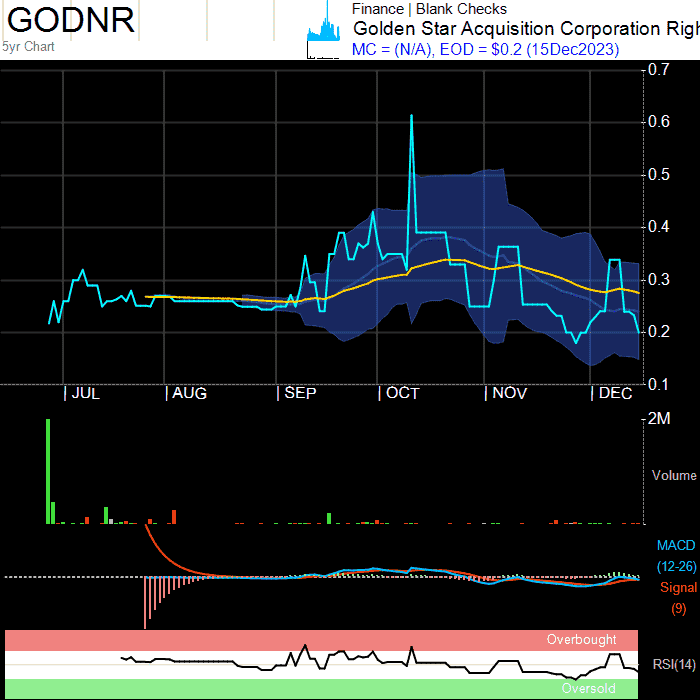 GODNR
5yr Chart
Finance | Blank Checks
Golden Star Acquisition Corporation Righ
MC = (N/A), EOD = $0.2 (15Dec2023)
0.7
0.6
0.5
0.4
0.3
0.2
0.1
JUL AUG SEP OCT NOV DEC
2M
Volume
MACD
(12-26)
Signal
(9)
Overbought
RSI(14)
Oversold